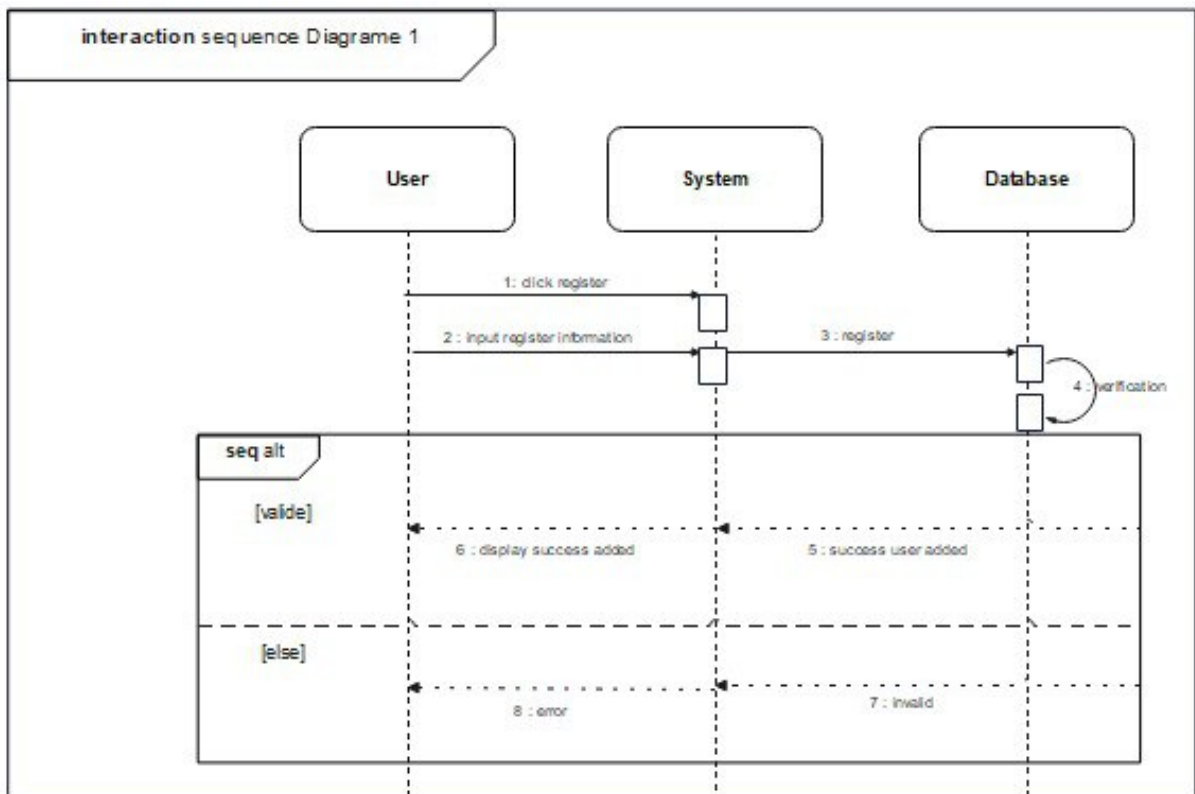 interaction sequence Diagrame 1
User
System
Database
1: click register
2 : input register information
3 : register
4 : verification
seq alt
[valide]
6 : display success added
5 : success user added
[else]
8 : error
7 : invalid